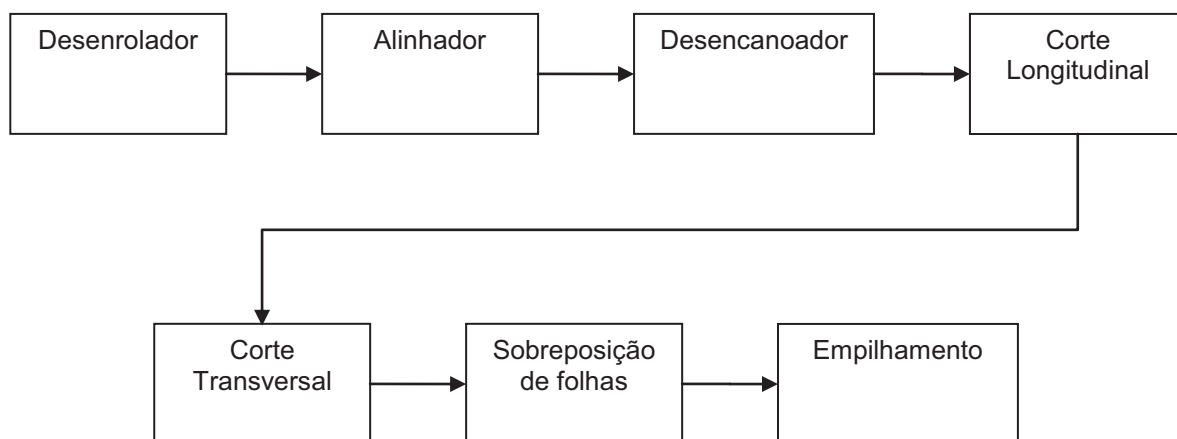 Desenrolador
Alinhador
Desencanoador
Corte
Longitudinal
Corte
Transversal
Sobreposição
de folhas
Empilhamento